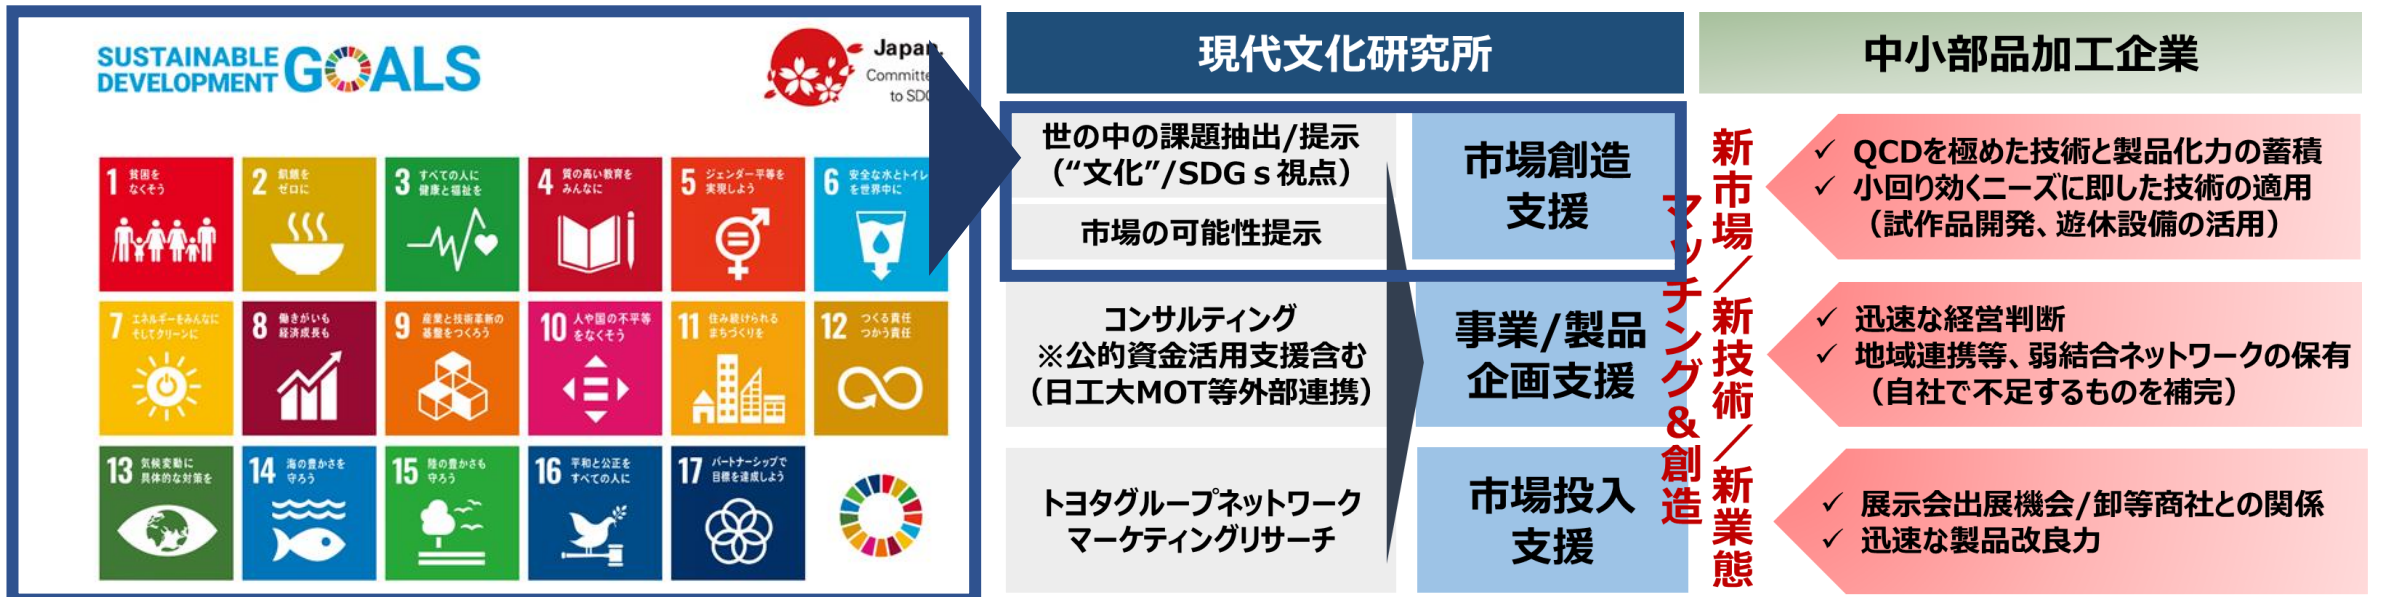 SUSTAINABLE
DEVELOPMENT
GOALS
Japan.
Committe
to SD
1 貧困を
なくそう
2 飢餓を
ゼロに
3 すべての人に
健康と福祉を
4 質の高い教育を
みんなに
5 ジェンダー平等を
実現しよう
6 安全な水とトイレ
を世界中に
7 エネルギーをみんなに
そしてクリーンに
8 働きがいも
経済成長も
9 産業と技術革新の
基盤をつくろう
10 人や国の不平等
をなくそう
11 住み続けられる
まちづくりを
12 つくる責任
つかう責任
13 気候変動に
具体的な対策を
14 海の豊かさを
守ろう
15 陸の豊かさも
守ろう
16 平和と公正を
すべての人に
17 パートナーシップで
目標を達成しよう
現代文化研究所
世の中の課題抽出/提示
(“文化”/SDGs視点)
市場の可能性提示
市場創造
支援
コンサルティング
※公的資金活用支援含む
(日工大MOT等外部連携)
事業/製品
企画支援
トヨタグループネットワーク
マーケティングリサーチ
市場投入
支援
新市場/新技術/新業態
マッチング&創造
中小部品加工企業
✓ QCDを極めた技術と製品化力の蓄積
✓ 小回り効くニーズに即した技術の適用
(試作品開発、遊休設備の活用)
✓ 迅速な経営判断
✓ 地域連携等、弱結合ネットワークの保有
(自社で不足するものを補完)
✓ 展示会出展機会/卸等商社との関係
✓ 迅速な製品改良力